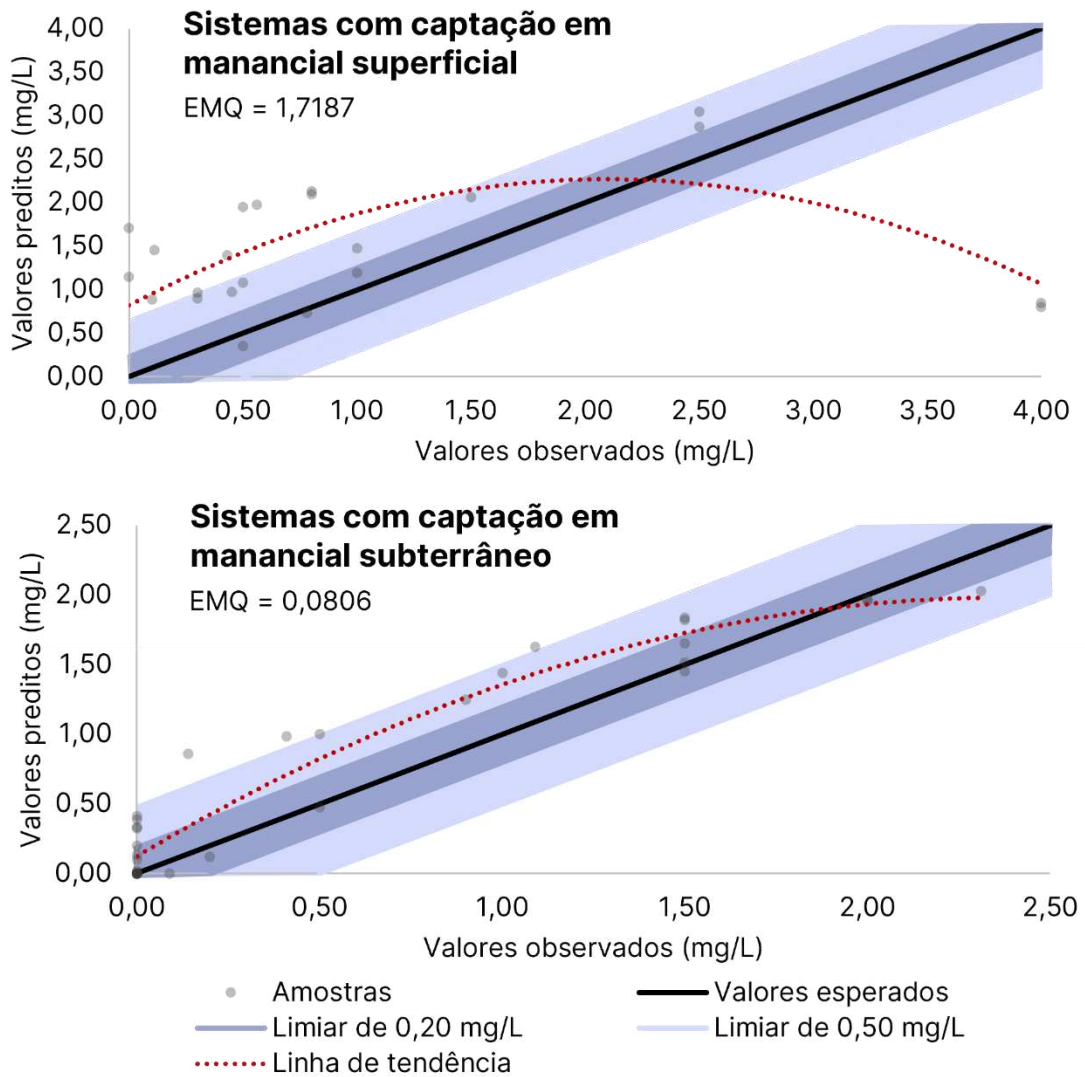 Sistemas com captação em
manancial superficial
EMQ = 1,7187
Valores preditos (mg/L)
4,00
3,50
3,00
2,50
2,00
1,50
1,00
0,50
0,00
0,00 0,50 1,00 1,50 2,00 2,50 3,00 3,50 4,00
Valores observados (mg/L)
Sistemas com captação em
manancial subterrâneo
EMQ = 0,0806
Valores preditos (mg/L)
2,50
2,00
1,50
1,00
0,50
0,00
0,00 0,50 1,00 1,50 2,00 2,50
Valores observados (mg/L)
Amostras Valores esperados
Limiar de 0,20 mg/L Limiar de 0,50 mg/L
Linha de tendência